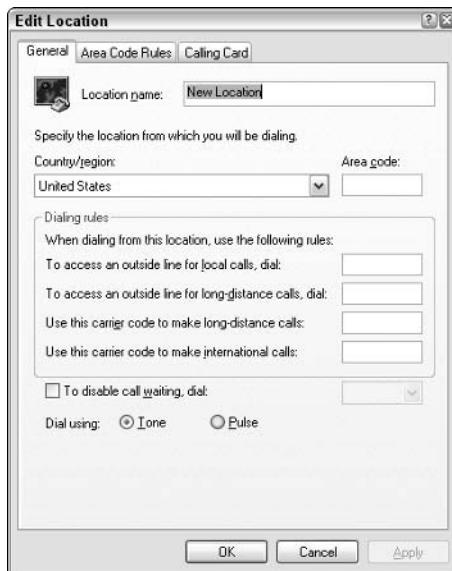 Edit Location
General
Area Code Rules
Calling Card
Location name:
New Location
Specify the location from which you will be dialing.
Country/region:
Area code:
United States
Dialing rules
When dialing from this location, use the following rules:
To access an outside line for local calls, dial:
To access an outside line for long-distance calls, dial:
Use this carrier code to make long-distance calls:
Use this carrier code to make international calls:
To disable call waiting, dial:
Dial using:
Tone
Pulse
OK
Cancel
Apply